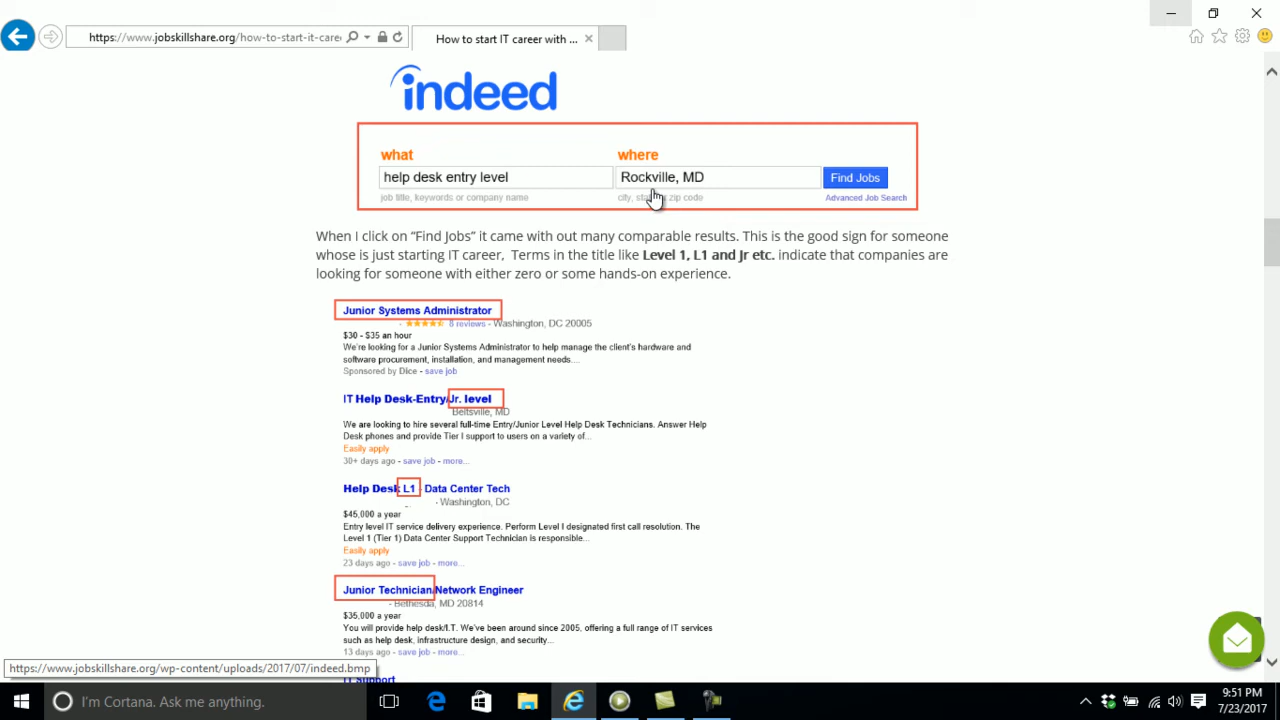 https://www.jobskillshare.org/how-to-start-it-care
How to start IT career with ...
indeed
what
where
help desk entry level
Rockville, MD
Find Jobs
job title, keywords or company name
city, sta zip code
Advanced Job Search
When I click on “Find Jobs” it came with out many comparable results. This is the good sign for someone
whose is just starting IT career, Terms in the title like Level 1, L1 and Jr etc. indicate that companies are
looking for someone with either zero or some hands-on experience.
Junior Systems Administrator
- 8 reviews - Washington, DC 20005
$30 - $35 an hour
We're looking for a Junior Systems Administrator to help manage the client's hardware and
software procurement, installation, and management needs....
Sponsored by Dice - save job
IT Help Desk-Entry/Jr. level
Beltsville, MD
We are looking to hire several full-time Entry/Junior Level Help Desk Technicians. Answer Help
Desk phones and provide Tier I support to users on a variety of...
Easily apply
30+ days ago - save job - more...
Help Desk L1 - Data Center Tech
- Washington, DC
$45,000 a year
Entry level IT service delivery experience. Perform Level I designated first call resolution. The
Level 1 (Tier 1) Data Center Support Technician is responsible...
Easily apply
23 days ago - save job - more...
Junior Technician/Network Engineer
- Bethesda, MD 20814
$35,000 a year
You will provide help desk/I.T. We've been around since 2005, offering a full range of IT services
such as help desk, infrastructure design, and security...
13 days ago - save job - more...
IT Support
https://www.jobskillshare.org/wp-content/uploads/2017/07/indeed.bmp
I'm Cortana. Ask me anything.
9:51 PM
7/23/2017